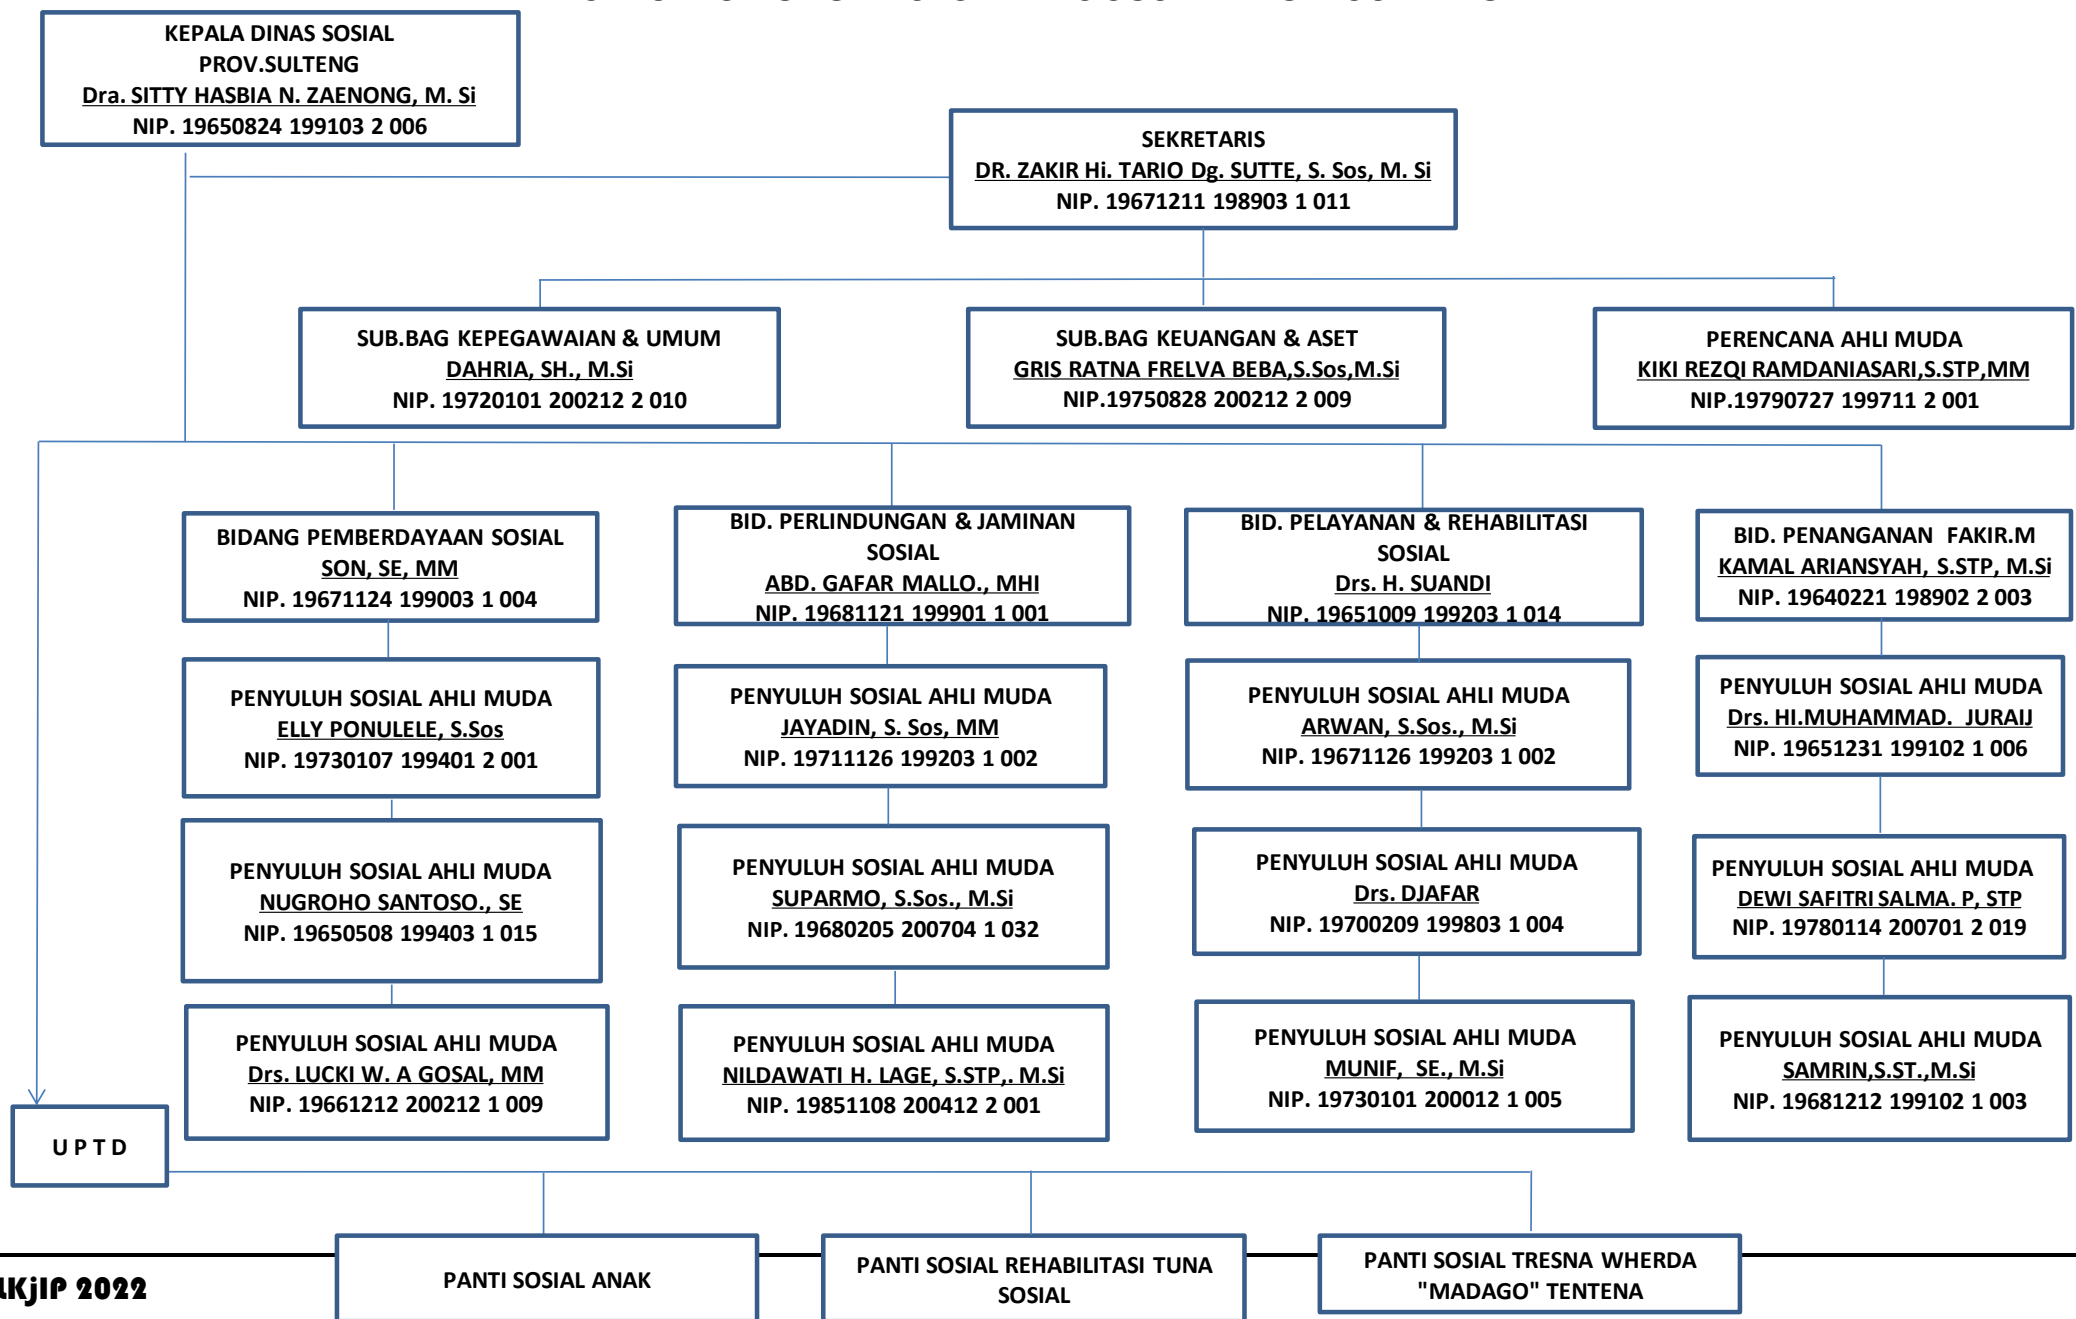 KEPALA DINAS SOSIAL
PROV.SULTENG
Dra. SITTY HASBIA N. ZAENONG, M. Si
NIP. 19650824 199103 2 006
SEKRETARIS
DR. ZAKIR Hi. TARIO Dg. SUTTE, S. Sos, M. Si
NIP. 19671211 198903 1 011
SUB.BAG KEPEGAWAIAN & UMUM
DAHRIA, SH., M.Si
NIP. 19720101 200212 2 010
SUB.BAG KEUANGAN & ASET
GRIS RATNA FRELVA BEBA,S.Sos,M.Si
NIP.19750828 200212 2 009
PERENCANA AHLI MUDA
KIKI REZQI RAMDANIASARI,S.STP,MM
NIP.19790727 199711 2 001
BIDANG PEMBERDAYAAN SOSIAL
SON, SE, MM
NIP. 19671124 199003 1 004
BID. PERLINDUNGAN & JAMINAN
SOSIAL
ABD. GAFAR MALLO., MHI
NIP. 19681121 199901 1 001
BID. PELAYANAN & REHABILITASI
SOSIAL
Drs. H. SUANDI
NIP. 19651009 199203 1 014
BID. PENANGANAN FAKIR.M
KAMAL ARIANSYAH, S.STP, M.Si
NIP. 19640221 198902 2 003
PENYULUH SOSIAL AHLI MUDA
ELLY PONULELE, S.Sos
NIP. 19730107 199401 2 001
PENYULUH SOSIAL AHLI MUDA
JAYADIN, S. Sos, MM
NIP. 19711126 199203 1 002
PENYULUH SOSIAL AHLI MUDA
ARWAN, S.Sos., M.Si
NIP. 19671126 199203 1 002
PENYULUH SOSIAL AHLI MUDA
Drs. HI.MUHAMMAD. JURAIJ
NIP. 19651231 199102 1 006
PENYULUH SOSIAL AHLI MUDA
NUGROHO SANTOSO., SE
NIP. 19650508 199403 1 015
PENYULUH SOSIAL AHLI MUDA
SUPARMO, S.Sos., M.Si
NIP. 19680205 200704 1 032
PENYULUH SOSIAL AHLI MUDA
Drs. DJAFAR
NIP. 19700209 199803 1 004
PENYULUH SOSIAL AHLI MUDA
DEWI SAFITRI SALMA. P, STP
NIP. 19780114 200701 2 019
PENYULUH SOSIAL AHLI MUDA
Drs. LUCKI W. A GOSAL, MM
NIP. 19661212 200212 1 009
PENYULUH SOSIAL AHLI MUDA
NILDAWATI H. LAGE, S.STP,. M.Si
NIP. 19851108 200412 2 001
PENYULUH SOSIAL AHLI MUDA
MUNIF, SE., M.Si
NIP. 19730101 200012 1 005
PENYULUH SOSIAL AHLI MUDA
SAMRIN,S.ST.,M.Si
NIP. 19681212 199102 1 003
U P T D
PANTI SOSIAL ANAK
PANTI SOSIAL REHABILITASI TUNA
SOSIAL
PANTI SOSIAL TRESNA WHERDA
"MADAGO" TENTENA
LKjIP 2022